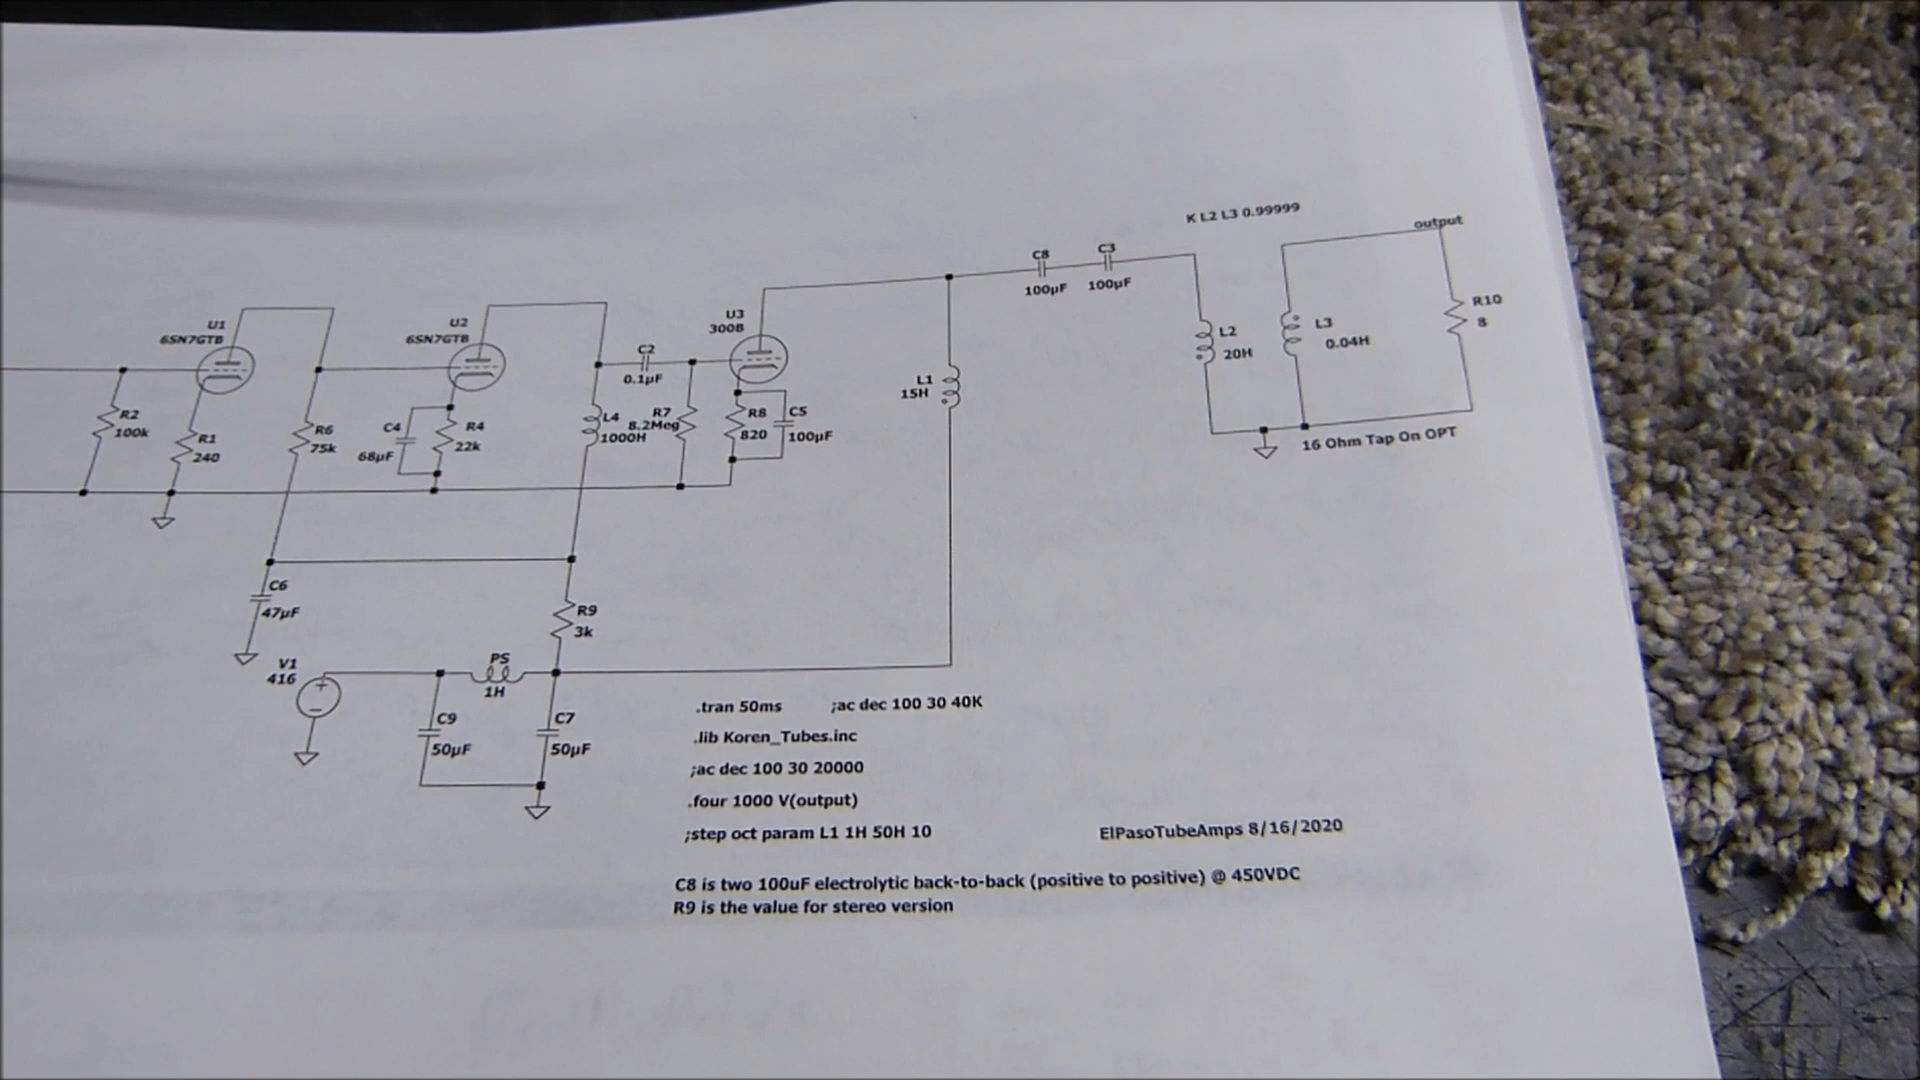 K L2 L3 0.99999
output
C8
100µF
C3
100µF
L2
20H
L3
0.04H
R10
8
16 Ohm Tap On OPT
U1
6SN7GTB
U2
6SN7GTB
U3
300B
C2
0.1µF
L1
15H
R2
100k
R1
240
R6
75k
C4
68µF
R4
22k
L4
1000H
R7
8.2Meg
R8
820
C5
100µF
C6
47µF
R9
3k
V1
416
PS
1H
C9
50µF
C7
50µF
.tran 50ms ;ac dec 100 30 40K
.lib Koren_Tubes.inc
;ac dec 100 30 20000
.four 1000 V(output)
;step oct param L1 1H 50H 10
ElPasoTubeAmps 8/16/2020
C8 is two 100uF electrolytic back-to-back (positive to positive) @ 450VDC
R9 is the value for stereo version